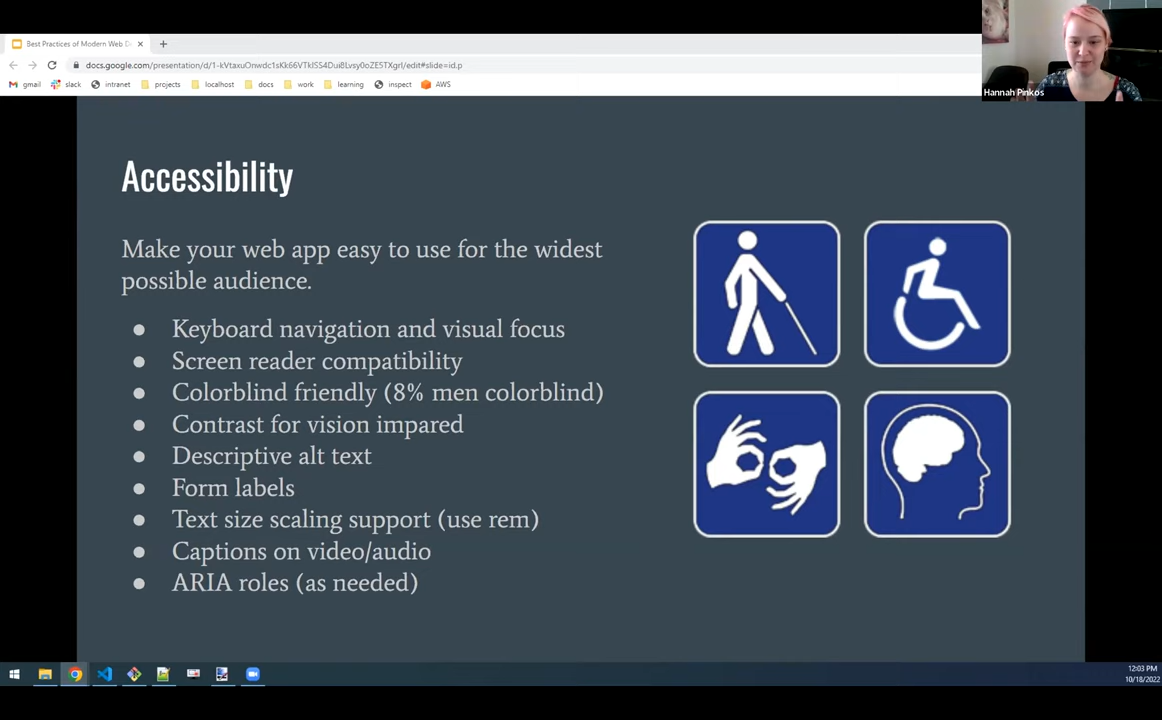 Best Practices of Modern Web D
docs.google.com/presentation/d/1-kVtaxuOnwdc1sKk66VTkISS4Dui8Lvsy0oZE5TXgrI/edit#slide=id.p
gmail slack intranet projects localhost docs work learning inspect AWS
Hannah Pinkos
Accessibility
Make your web app easy to use for the widest
possible audience.
● Keyboard navigation and visual focus
● Screen reader compatibility
● Colorblind friendly (8% men colorblind)
● Contrast for vision impared
● Descriptive alt text
● Form labels
● Text size scaling support (use rem)
● Captions on video/audio
● ARIA roles (as needed)
12:03 PM
10/18/2022